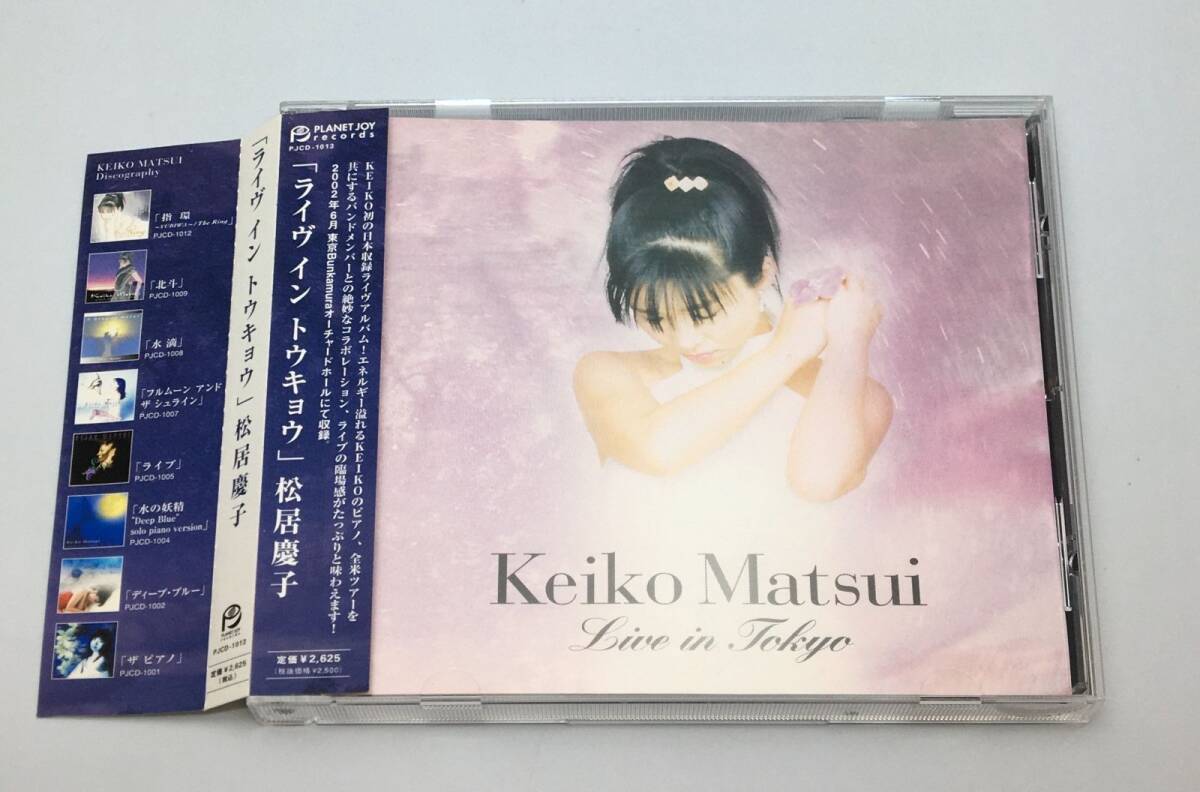 KEIKO MATSUI
Discography
「指 環」
～YUBIWA～/The Ring」
PJCD-1012
「北斗」
PJCD-1009
「水 滴」
PJCD-1008
「フルムーン アンド
ザ シュライン」
PJCD-1007
「ライブ」
PJCD-1005
「水の妖精
"Deep Blue"
solo piano version」
PJCD-1004
「ディープ・ブルー」
PJCD-1002
「ザ ピアノ」
PJCD-1001
「ライヴ イン トウキョウ」 松居慶子
PLANET JOY
records
PJCD-1013
定価￥2,625
(税込)
PLANET JOY
records
PJCD-1013
KEIKO初の日本収録ライヴアルバム！エネルギー溢れるKEIKOのピアノ、全米ツアーを
共にするバンドメンバーとの絶妙なコラボレーション、ライブの臨場感がたっぷりと味わえます！
2002年6月 東京Bunkamuraオーチャードホールにて収録。
「ライヴ イン トウキョウ」 松居慶子
定価￥2,625
(税抜価格￥2,500)
Keiko Matsui
Live in Tokyo